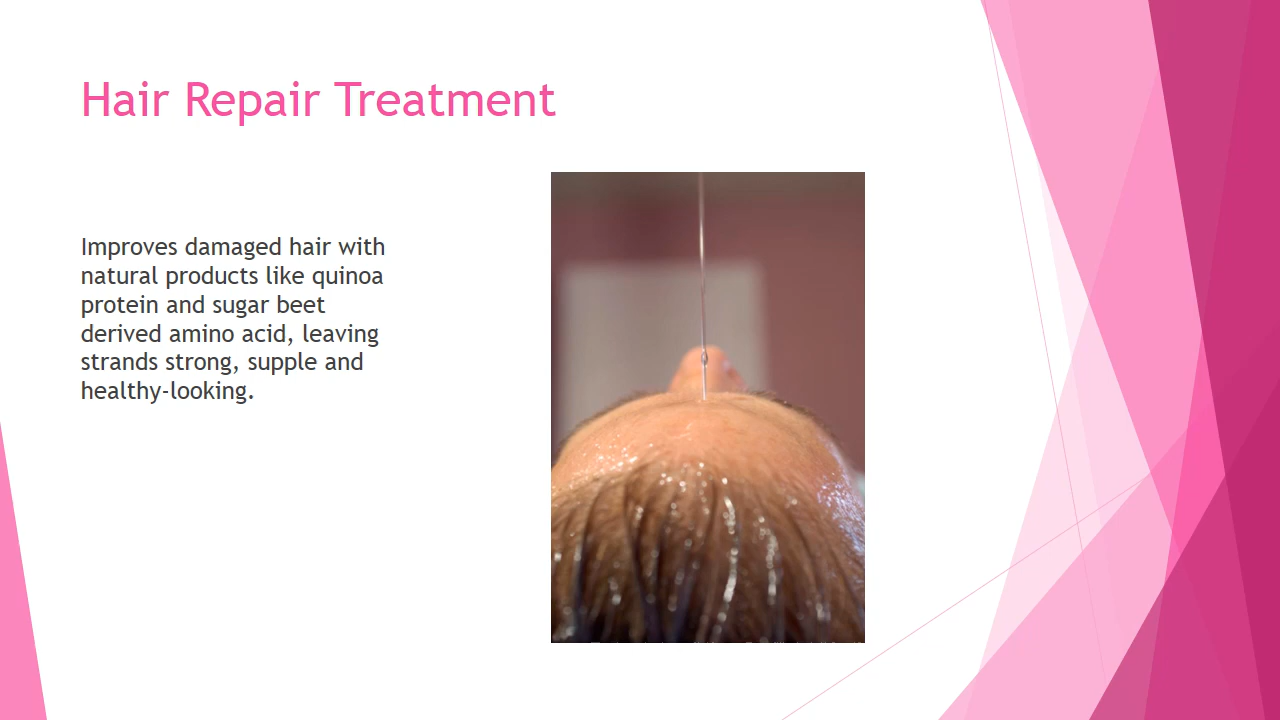 Hair Repair Treatment
Improves damaged hair with
natural products like quinoa
protein and sugar beet
derived amino acid, leaving
strands strong, supple and
healthy-looking.